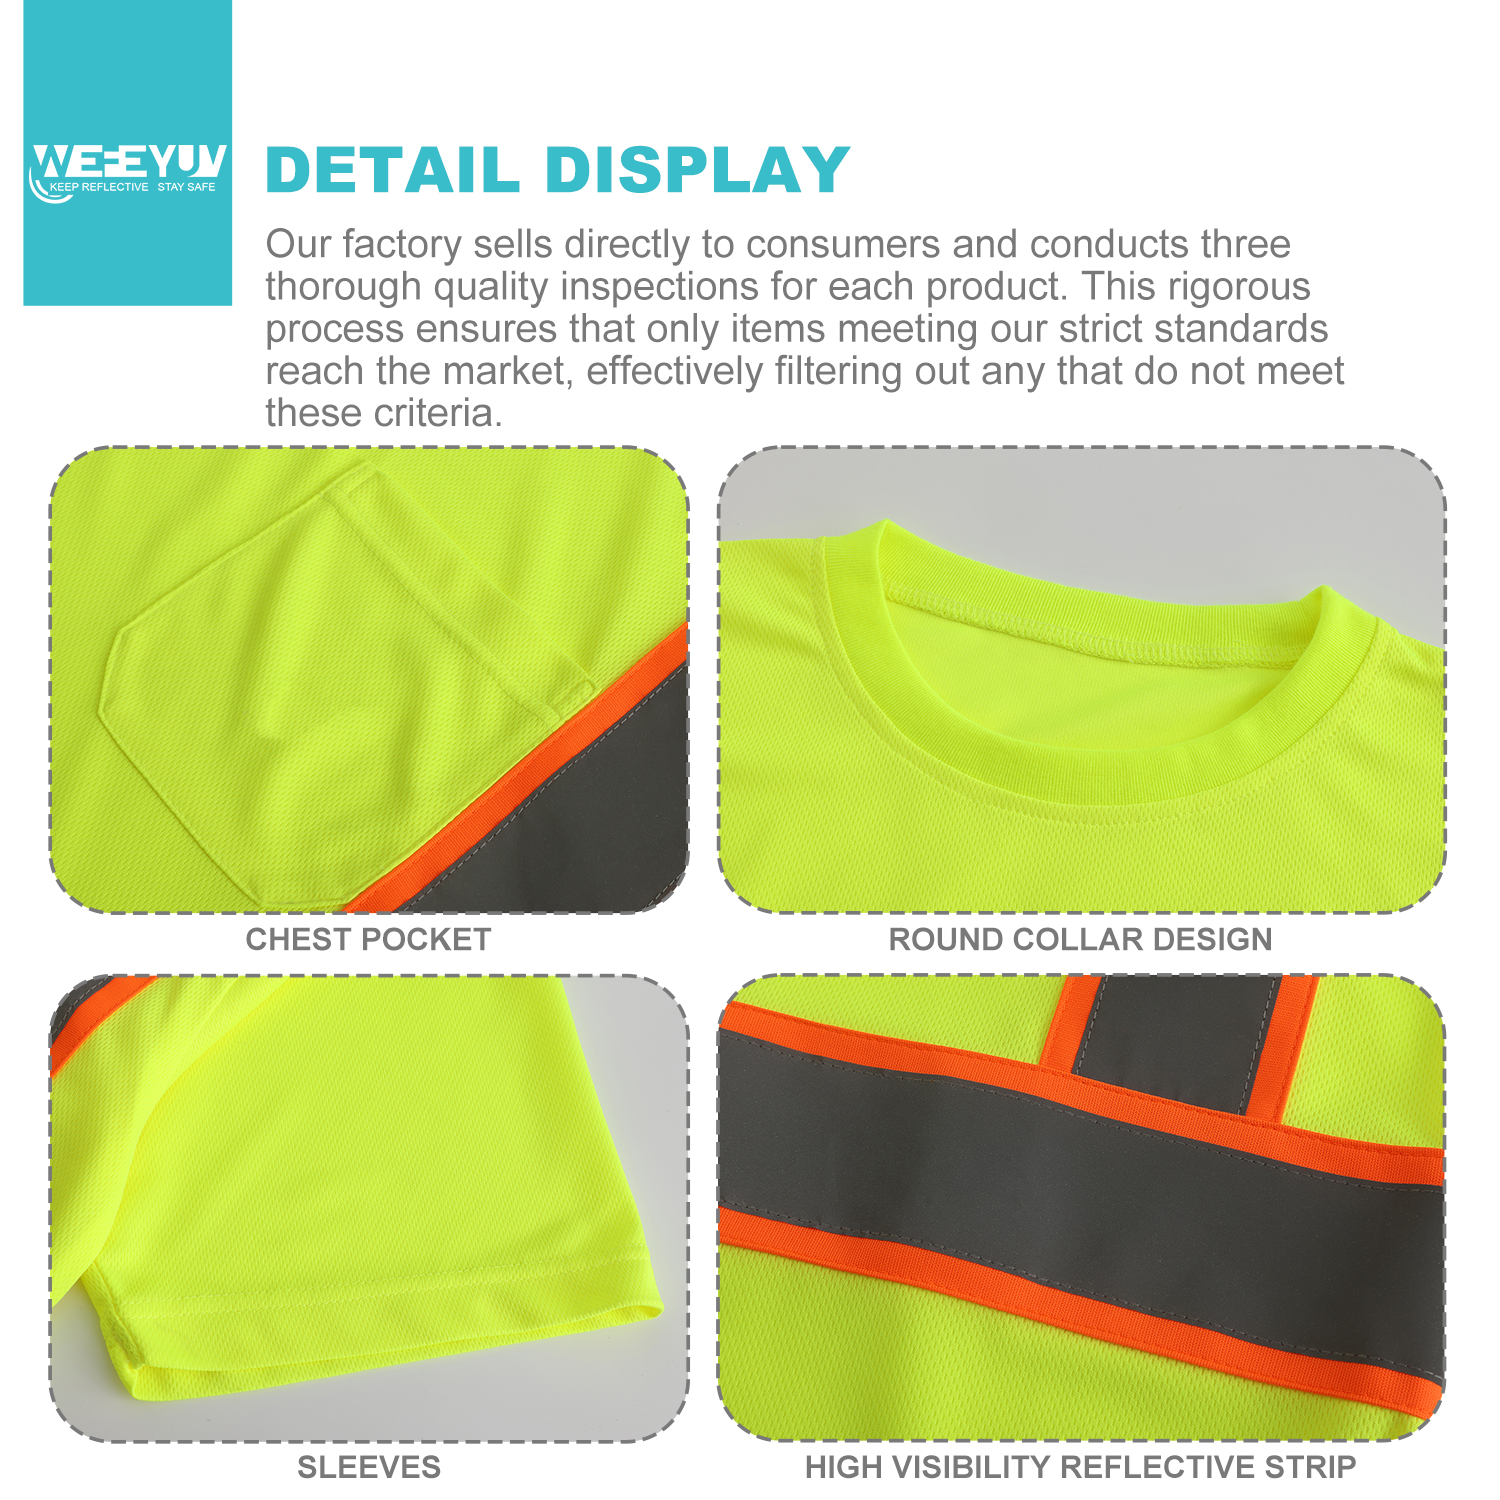 WEFEYUV
KEEP REFLECTIVE STAY SAFE
DETAIL DISPLAY
Our factory sells directly to consumers and conducts three
thorough quality inspections for each product. This rigorous
process ensures that only items meeting our strict standards
reach the market, effectively filtering out any that do not meet
these criteria.
CHEST POCKET
ROUND COLLAR DESIGN
SLEEVES
HIGH VISIBILITY REFLECTIVE STRIP